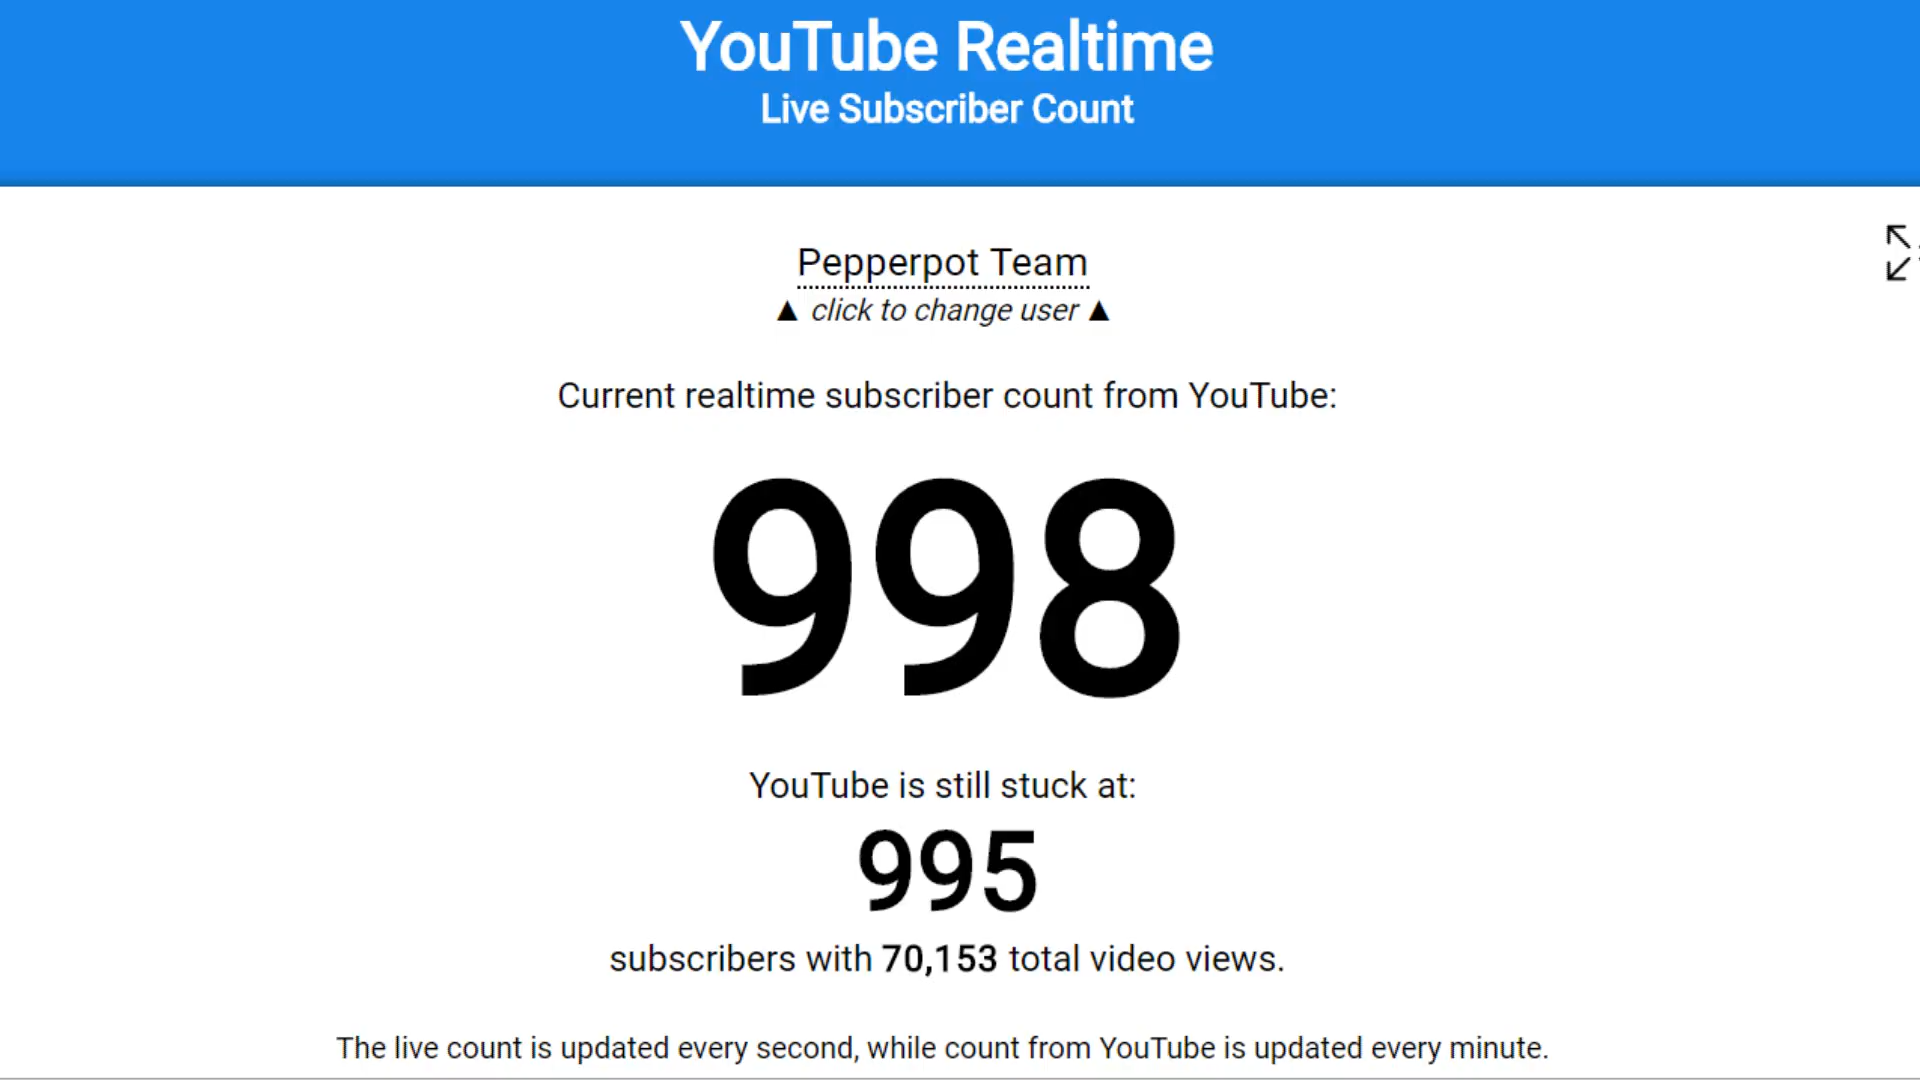 YouTube Realtime
Live Subscriber Count
Pepperpot Team
▲ click to change user ▲
Current realtime subscriber count from YouTube:
998
YouTube is still stuck at:
995
subscribers with 70,153 total video views.
The live count is updated every second, while count from YouTube is updated every minute.